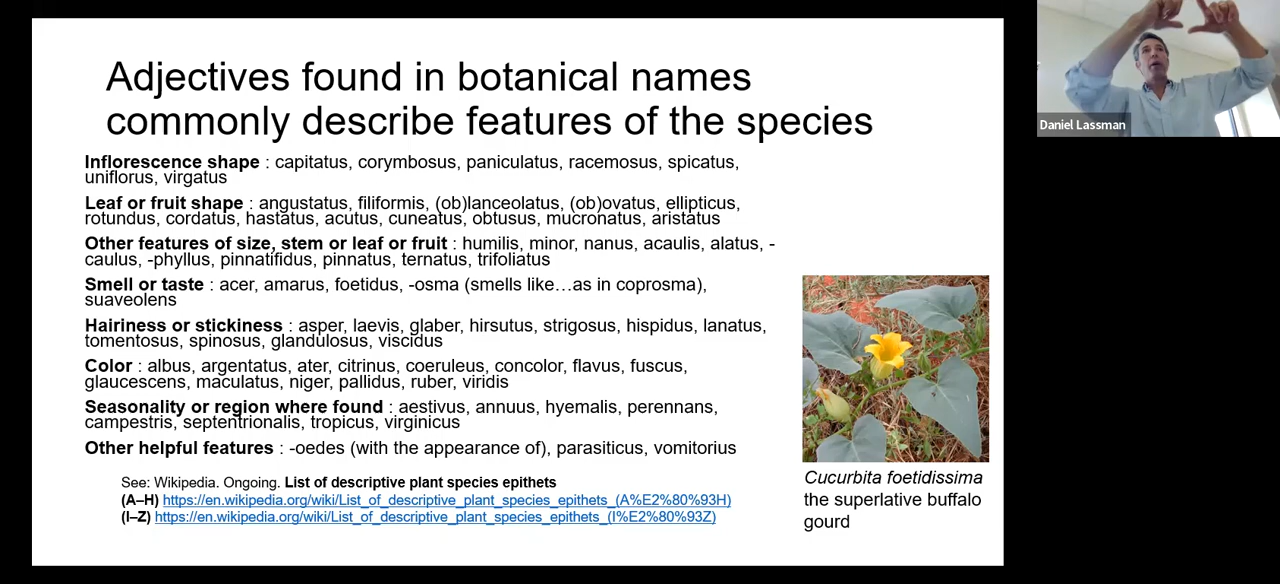 Adjectives found in botanical names
commonly describe features of the species
Inflorescence shape : capitatus, corymbosus, paniculatus, racemosus, spicatus,
uniflorus, virgatus
Leaf or fruit shape : angustatus, filiformis, (ob)lanceolatus, (ob)ovatus, ellipticus,
rotundus, cordatus, hastatus, acutus, cuneatus, obtusus, mucronatus, aristatus
Other features of size, stem or leaf or fruit : humilis, minor, nanus, acaulis, alatus, -
caulus, -phyllus, pinnatifidus, pinnatus, ternatus, trifoliatus
Smell or taste : acer, amarus, foetidus, -osma (smells like…as in coprosma),
suaveolens
Hairiness or stickiness : asper, laevis, glaber, hirsutus, strigosus, hispidus, lanatus,
tomentosus, spinosus, glandulosus, viscidus
Color : albus, argentatus, ater, citrinus, coeruleus, concolor, flavus, fuscus,
glaucescens, maculatus, niger, pallidus, ruber, viridis
Seasonality or region where found : aestivus, annuus, hyemalis, perennans,
campestris, septentrionalis, tropicus, virginicus
Other helpful features : -oedes (with the appearance of), parasiticus, vomitorius
See: Wikipedia. Ongoing. List of descriptive plant species epithets
(A–H) https://en.wikipedia.org/wiki/List_of_descriptive_plant_species_epithets_(A%E2%80%93H)
(I–Z) https://en.wikipedia.org/wiki/List_of_descriptive_plant_species_epithets_(I%E2%80%93Z)
Cucurbita foetidissima
the superlative buffalo
gourd
Daniel Lassman